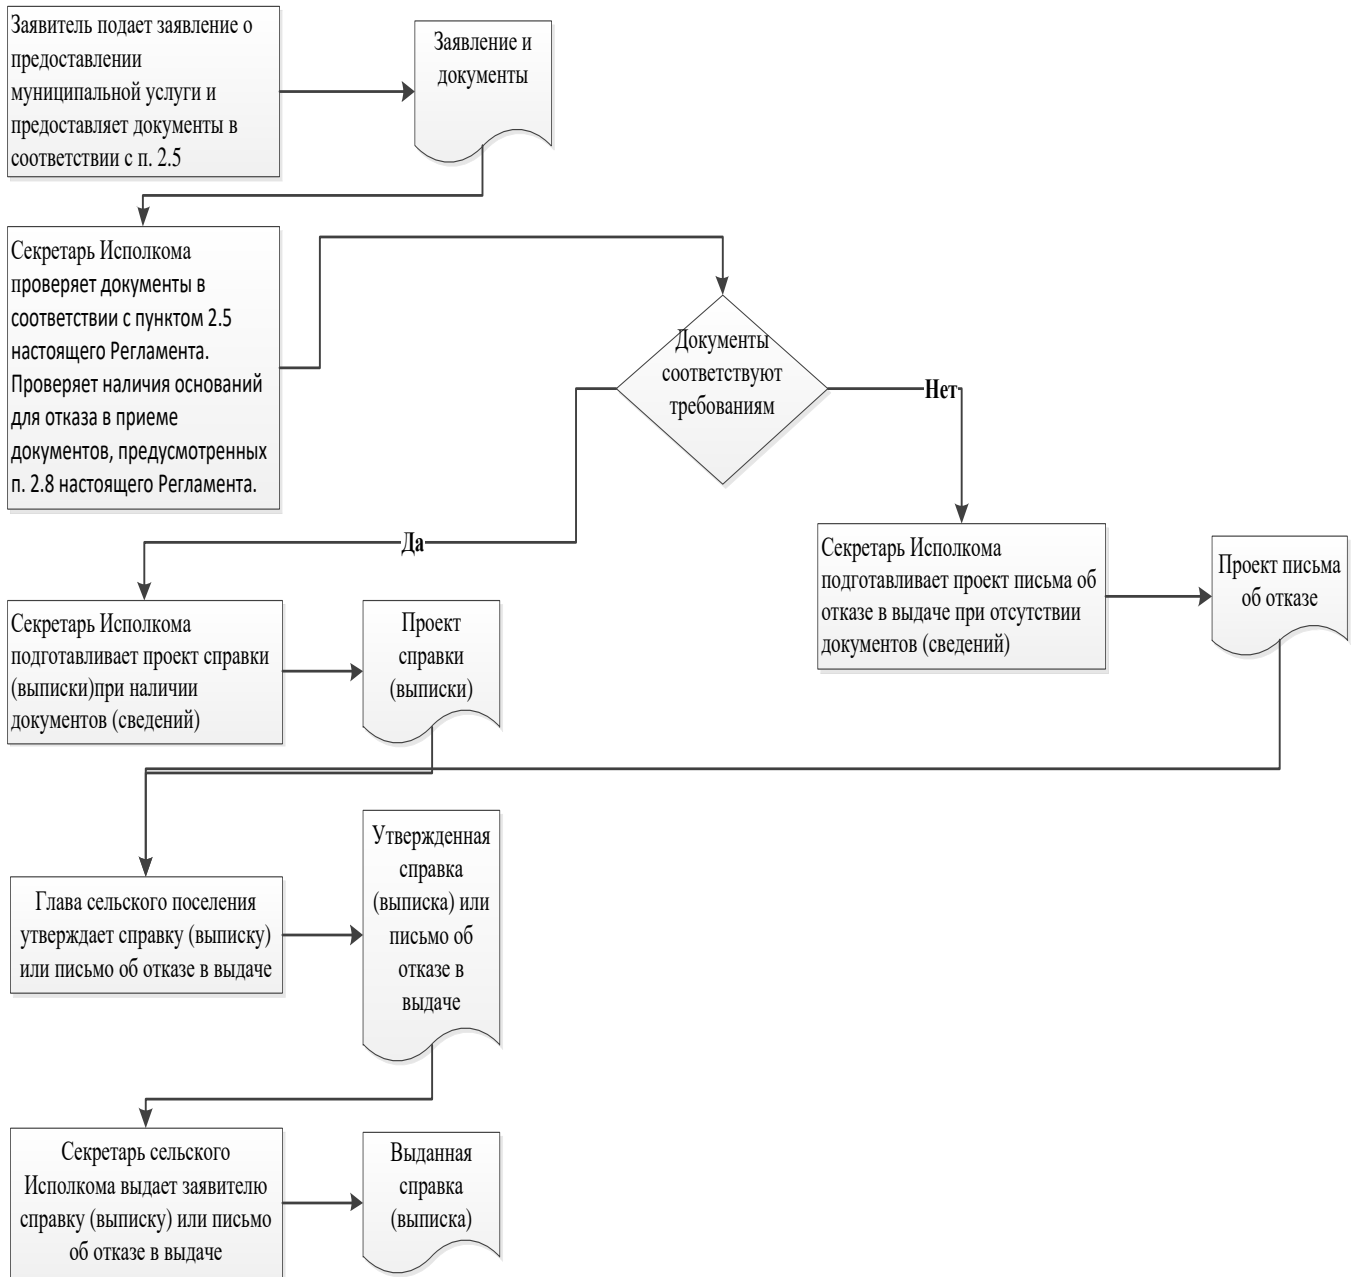 Заявитель подает заявление о
предоставлении
муниципальной услуги и
предоставляет документы в
соответствии с п. 2.5
Заявление и
документы
Секретарь Исполкома
проверяет документы в
соответствии с пунктом 2.5
настоящего Регламента.
Проверяет наличия оснований
для отказа в приеме
документов, предусмотренных
п. 2.8 настоящего Регламента.
Документы
соответствуют
требованиям
Нет
Да
Секретарь Исполкома
подготавливает проект письма об
отказе в выдаче при отсутствии
документов (сведений)
Проект письма
об отказе
Секретарь Исполкома
подготавливает проект справки
(выписки)при наличии
документов (сведений)
Проект
справки
(выписки)
Глава сельского поселения
утверждает справку (выписку)
или письмо об отказе в выдаче
Утвержденная
справка
(выписка) или
письмо об
отказе в
выдаче
Секретарь сельского
Исполкома выдает заявителю
справку (выписку) или письмо
об отказе в выдаче
Выданная
справка
(выписка)